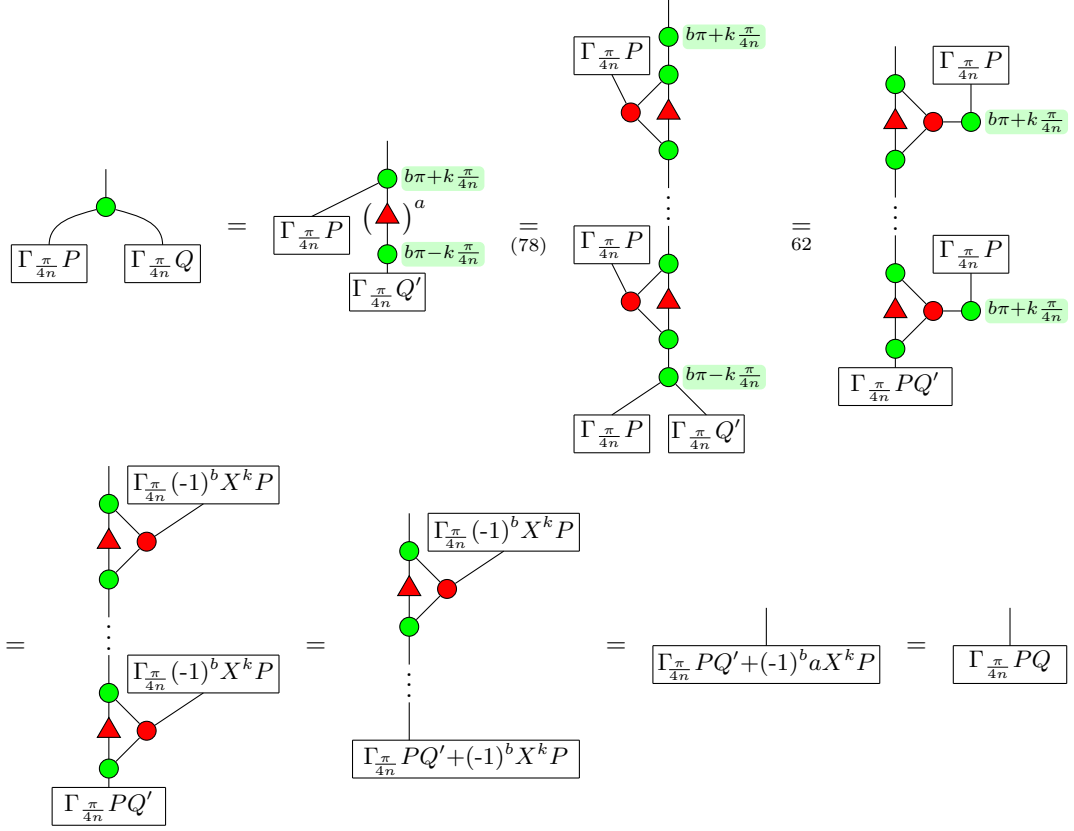 Γ_{π/4n} P
Γ_{π/4n} Q
=
bπ+k π/4n
Γ_{π/4n} P
(▲)^a
bπ−k π/4n
Γ_{π/4n} Q′
=
(78)
bπ+k π/4n
Γ_{π/4n} P
⋮
Γ_{π/4n} P
bπ−k π/4n
Γ_{π/4n} P
Γ_{π/4n} Q′
=
62
Γ_{π/4n} P
bπ+k π/4n
⋮
Γ_{π/4n} P
bπ+k π/4n
Γ_{π/4n} PQ′
=
Γ_{π/4n} (-1)^b X^k P
⋮
Γ_{π/4n} (-1)^b X^k P
Γ_{π/4n} PQ′
=
Γ_{π/4n} (-1)^b X^k P
⋮
Γ_{π/4n} PQ′+(-1)^b X^k P
=
Γ_{π/4n} PQ′+(-1)^b aX^k P
=
Γ_{π/4n} PQ